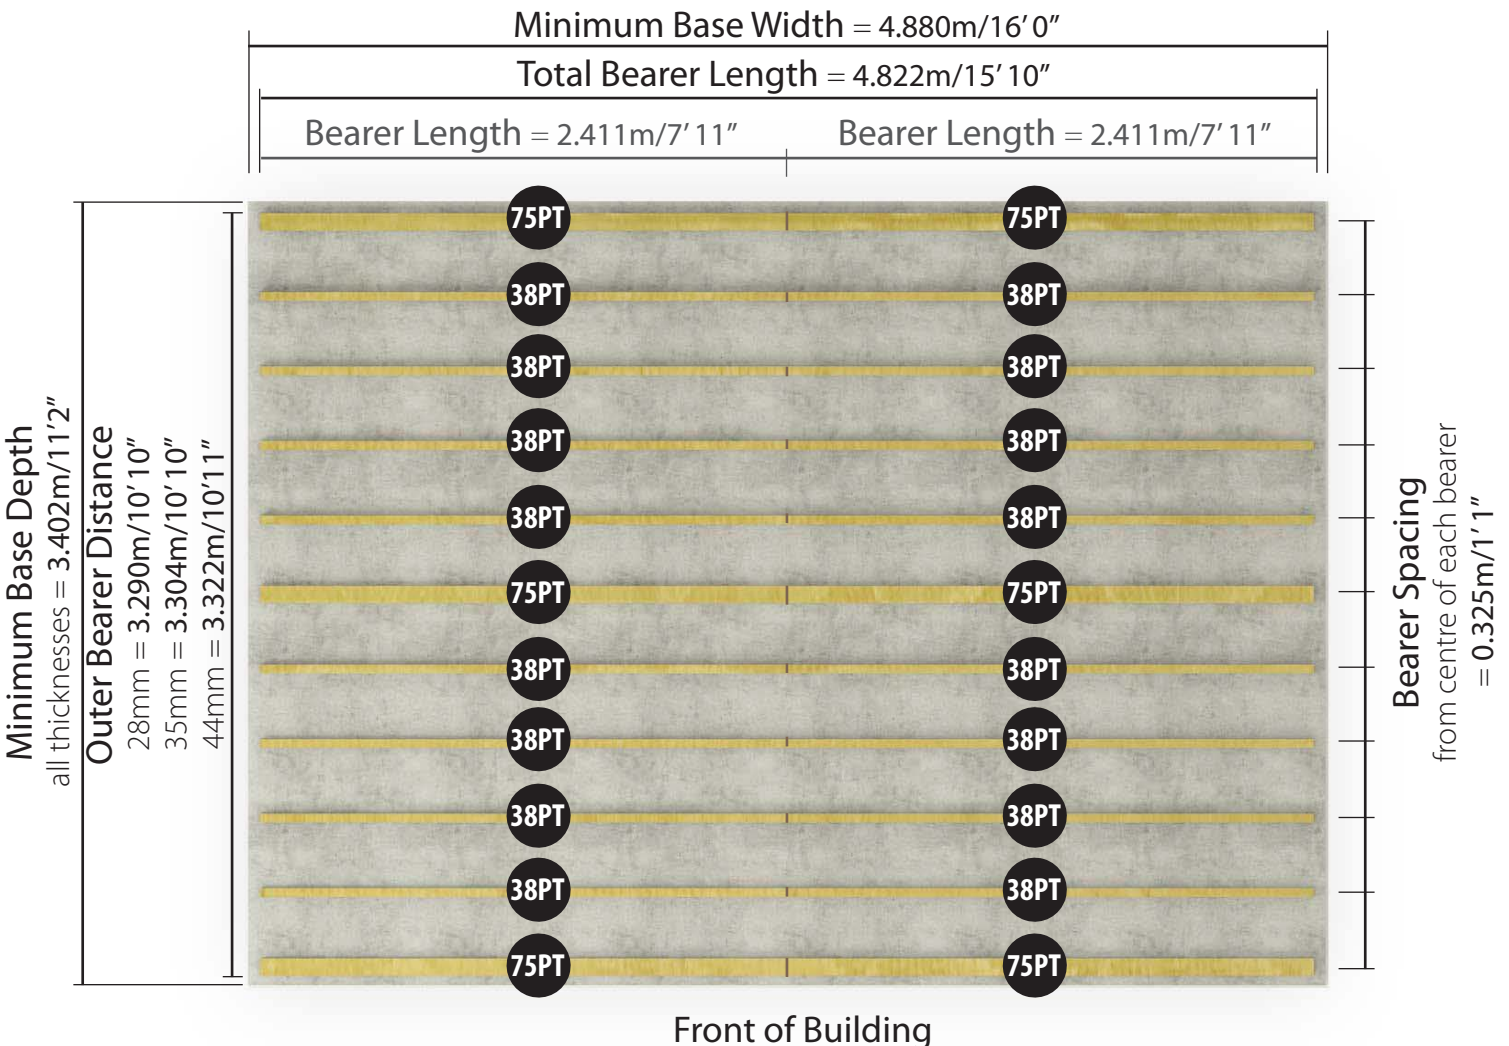 Minimum Base Width = 4.880m/16' 0"
Total Bearer Length = 4.822m/15' 10"
Bearer Length = 2.411m/7' 11"
Bearer Length = 2.411m/7' 11"
Minimum Base Depth
all thicknesses = 3.402m/11'2"
Outer Bearer Distance
28mm = 3.290m/10' 10"
35mm = 3.304m/10' 10"
44mm = 3.322m/10'11"
75PT 75PT
38PT 38PT
38PT 38PT
38PT 38PT
38PT 38PT
75PT 75PT
38PT 38PT
38PT 38PT
38PT 38PT
38PT 38PT
75PT 75PT
Bearer Spacing
from centre of each bearer
= 0.325m/1' 1"
Front of Building